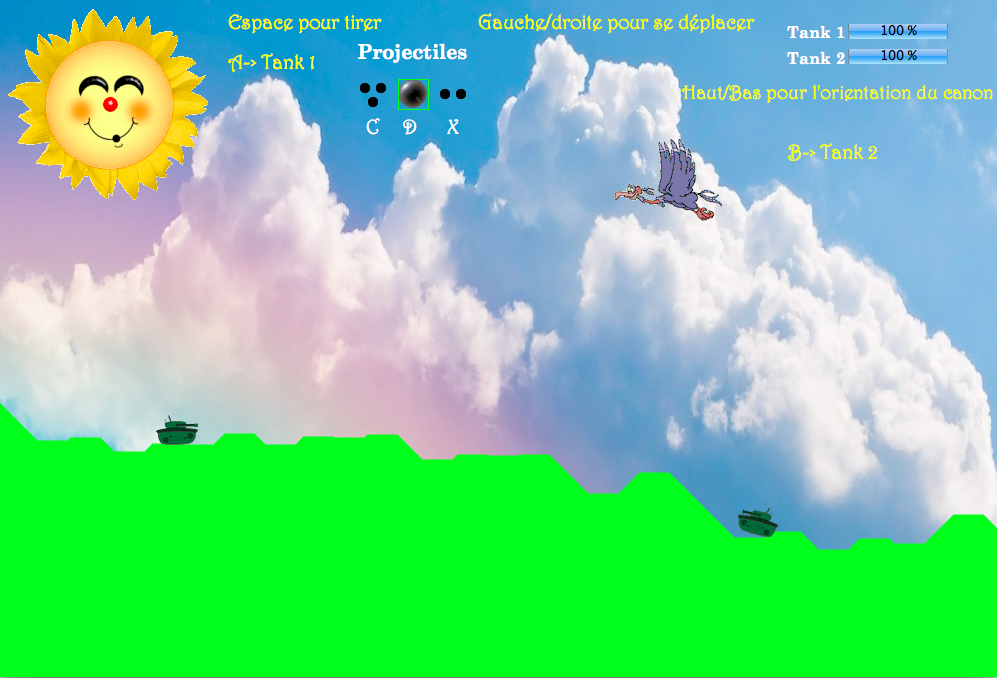 Espace pour tirer
Gauche/droite pour se déplacer
Tank 1 100 %
A-> Tank 1
Projectiles
Tank 2 100 %
Haut/Bas pour l'orientation du canon
C D X
B-> Tank 2